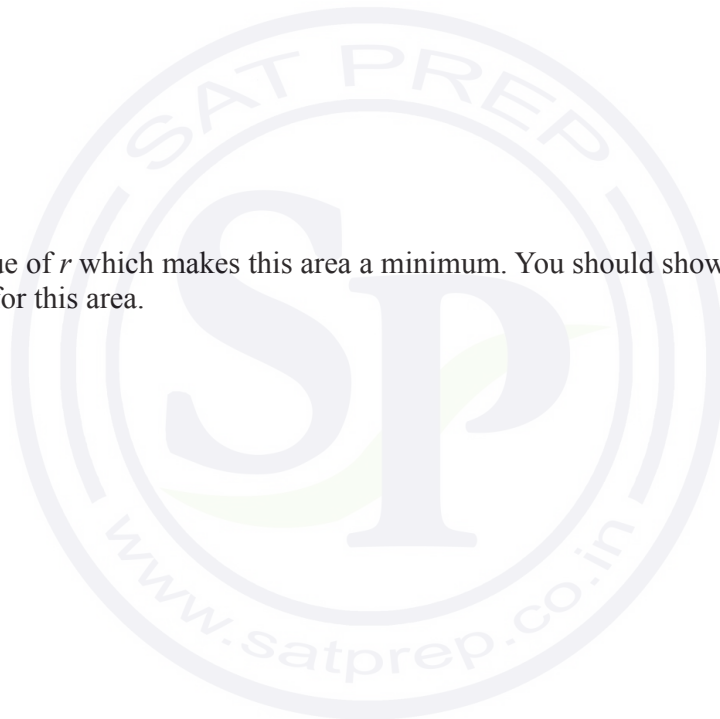 SAT PREP
ue of r which makes this area a minimum. You should show
for this area.
SP
www.satprep.co.in